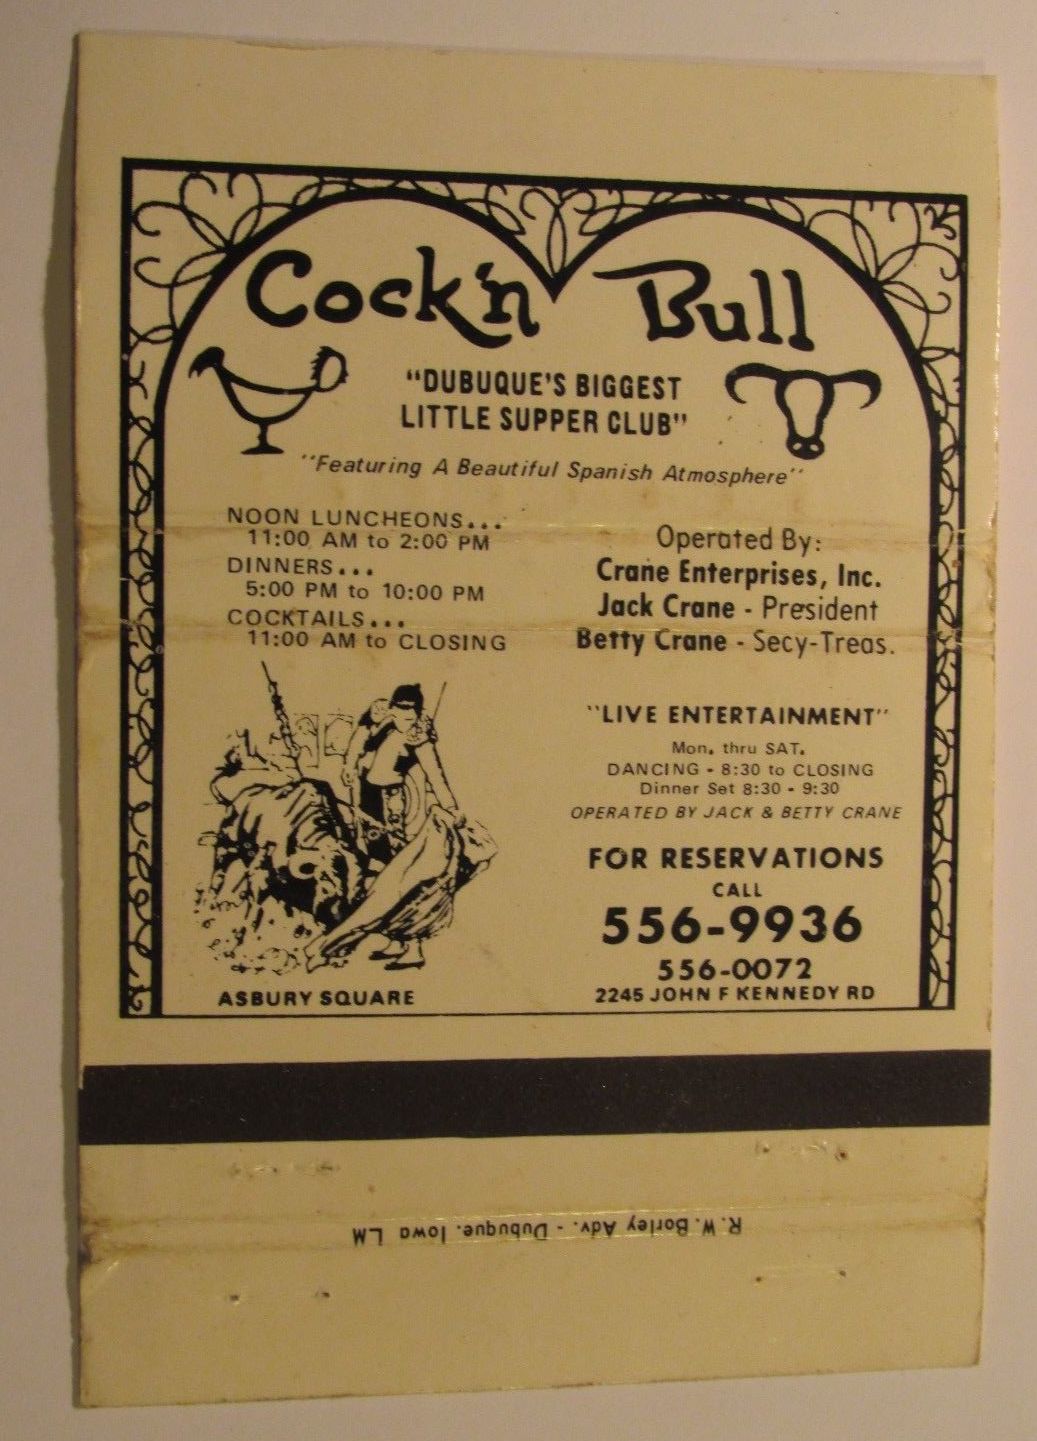 Cock'n Bull
"DUBUQUE'S BIGGEST
LITTLE SUPPER CLUB"
"Featuring A Beautiful Spanish Atmosphere"
NOON LUNCHEONS...
11:00 AM to 2:00 PM
DINNERS...
5:00 PM to 10:00 PM
COCKTAILS...
11:00 AM to CLOSING
Operated By:
Crane Enterprises, Inc.
Jack Crane - President
Betty Crane - Secy-Treas.
"LIVE ENTERTAINMENT"
Mon. thru SAT.
DANCING - 8:30 to CLOSING
Dinner Set 8:30 - 9:30
OPERATED BY JACK & BETTY CRANE
FOR RESERVATIONS
CALL
556-9936
556-0072
2245 JOHN F KENNEDY RD
ASBURY SQUARE
R.W. Borley Adv. - Dubuque, Iowa LM